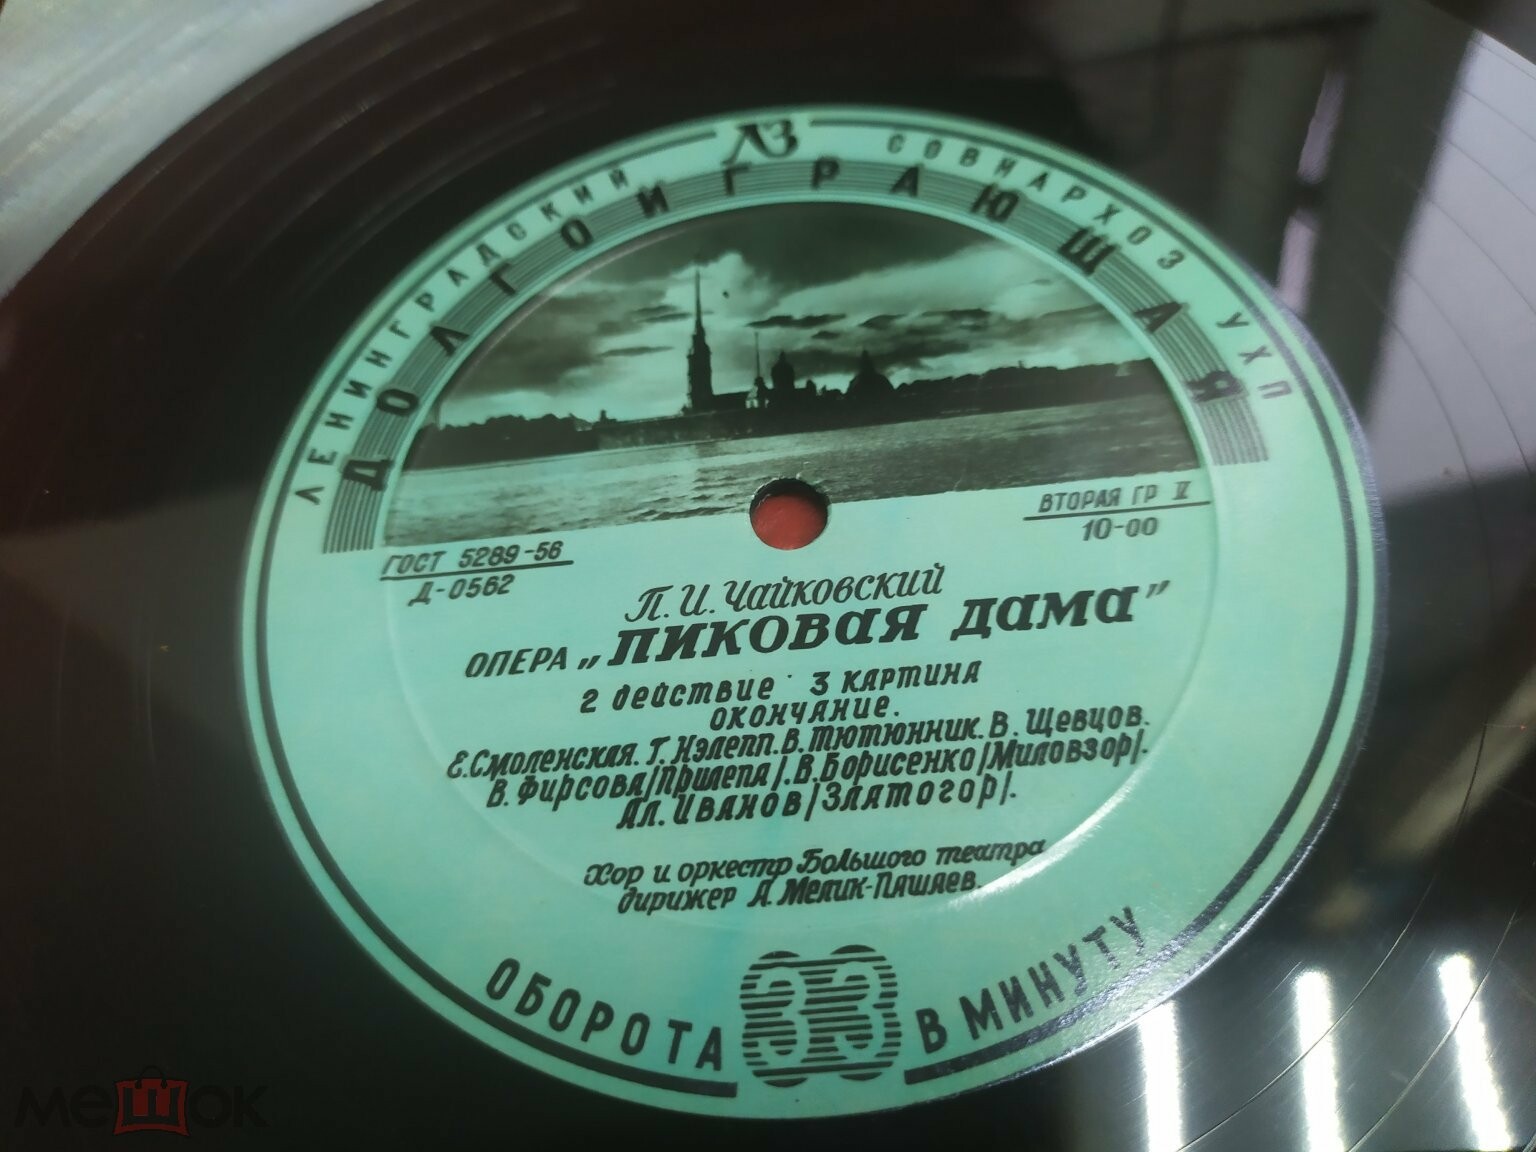 ЛЕНИНГРАДСКИЙ ЛЗ СОВНАРХОЗ УХП
ДОЛГОИГРАЮЩАЯ
ГОСТ 5289-56
Д-0562
ВТОРАЯ ГР IV
10-00
П. И. Чайковский
ОПЕРА „ПИКОВАЯ ДАМА”
2 действие 3 КАРТИНА
ОКОНЧАНИЕ.
Е. Смоленская. Г. Нэлепп. В. Тютюнник. В. Шевцов.
В. Фирсова /Прилепа/. В. Борисенко /Миловзор/.
Ал. Иванов /Златогор/.
Хор и оркестр Большого театра
дирижер А. Мелик-Пашаев.
ОБОРОТА 33 В МИНУТУ
мешок